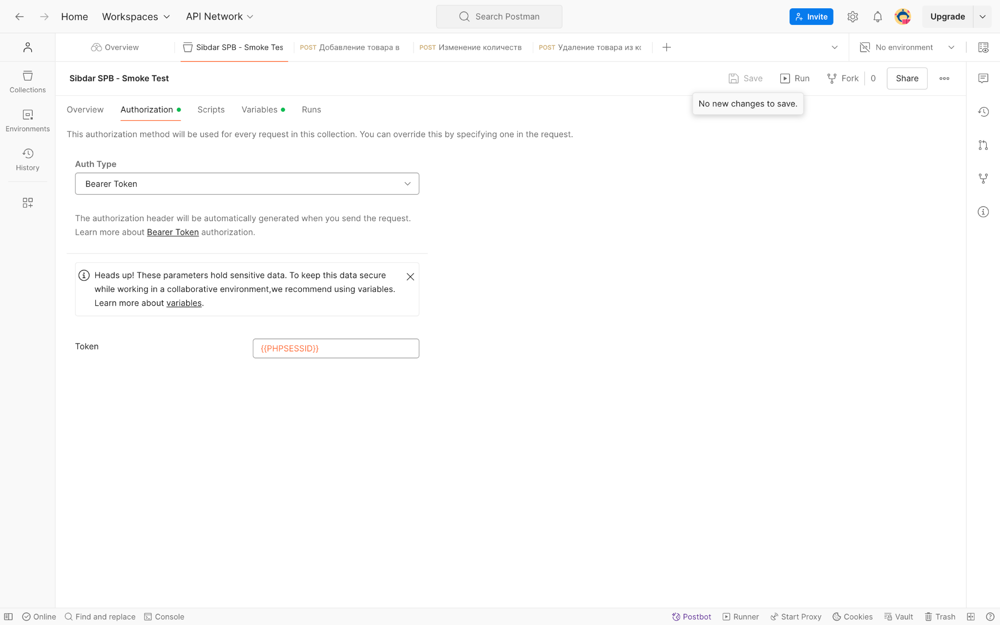 Home Workspaces API Network Search Postman Invite Upgrade
Overview Sibdar SPB - Smoke Tes POST Добавление товара в POST Изменение количеств POST Удаление товара из кс No environment
Sibdar SPB - Smoke Test Save Run Fork 0 Share
No new changes to save.
Collections
Environments
History
Overview Authorization Scripts Variables Runs
This authorization method will be used for every request in this collection. You can override this by specifying one in the request.
Auth Type
Bearer Token
The authorization header will be automatically generated when you send the request.
Learn more about Bearer Token authorization.
Heads up! These parameters hold sensitive data. To keep this data secure
while working in a collaborative environment,we recommend using variables.
Learn more about variables.
Token {{PHPSESSID}}
Online Find and replace Console Postbot Runner Start Proxy Cookies Vault Trash